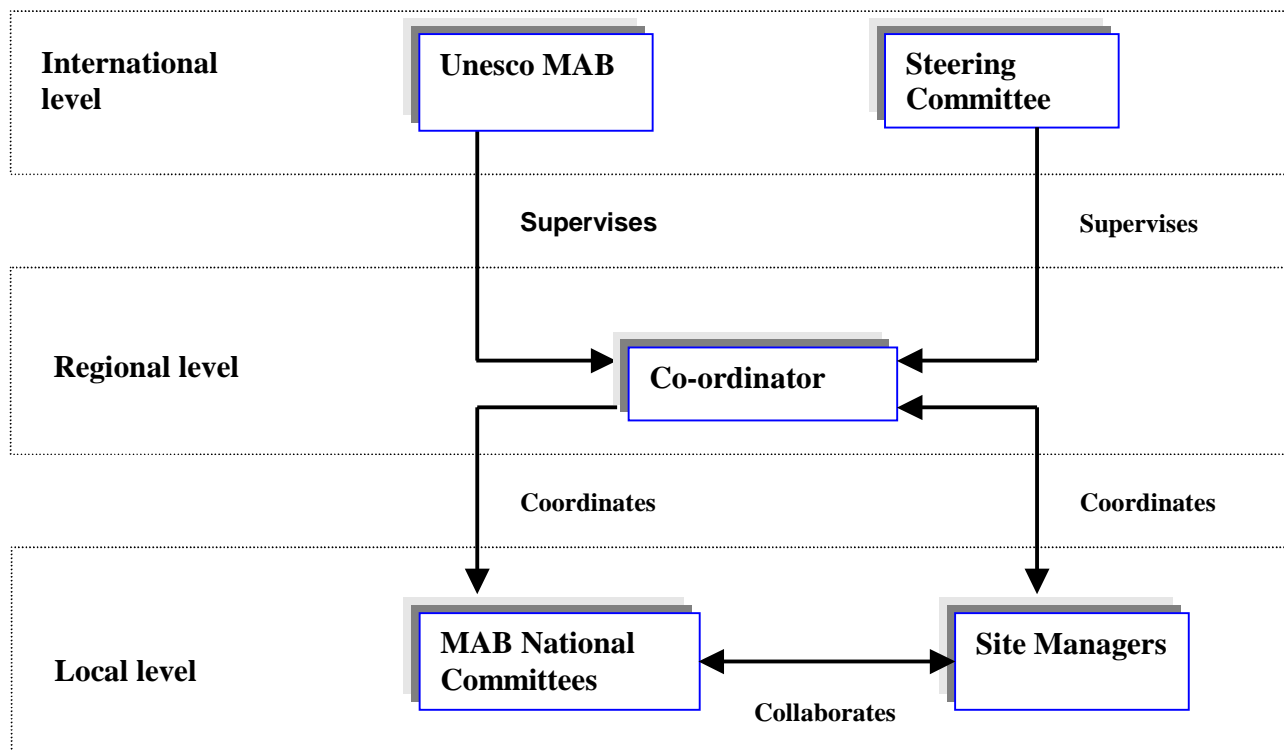 International
level
Unesco MAB
Steering
Committee
Supervises
Supervises
Regional level
Co-ordinator
Coordinates
Coordinates
Local level
MAB National
Committees
Site Managers
Collaborates